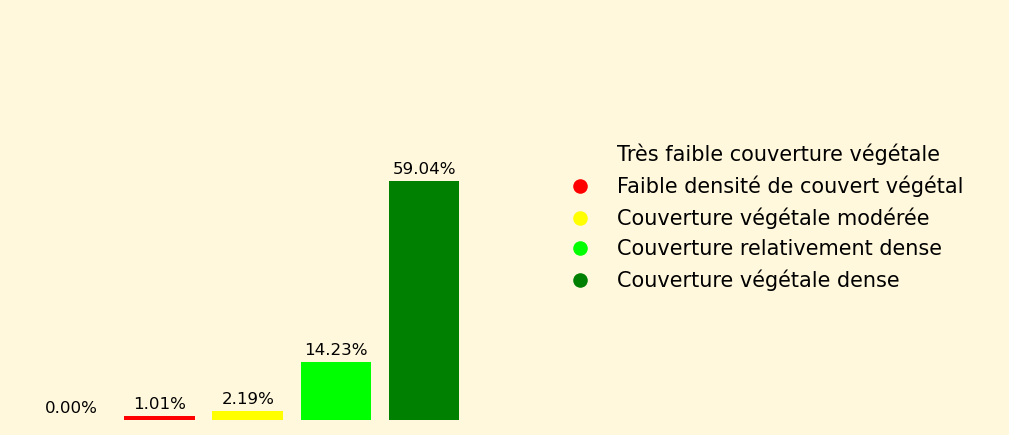 59.04%
14.23%
2.19%
1.01%
0.00%
Très faible couverture végétale
Faible densité de couvert végétal
Couverture végétale modérée
Couverture relativement dense
Couverture végétale dense